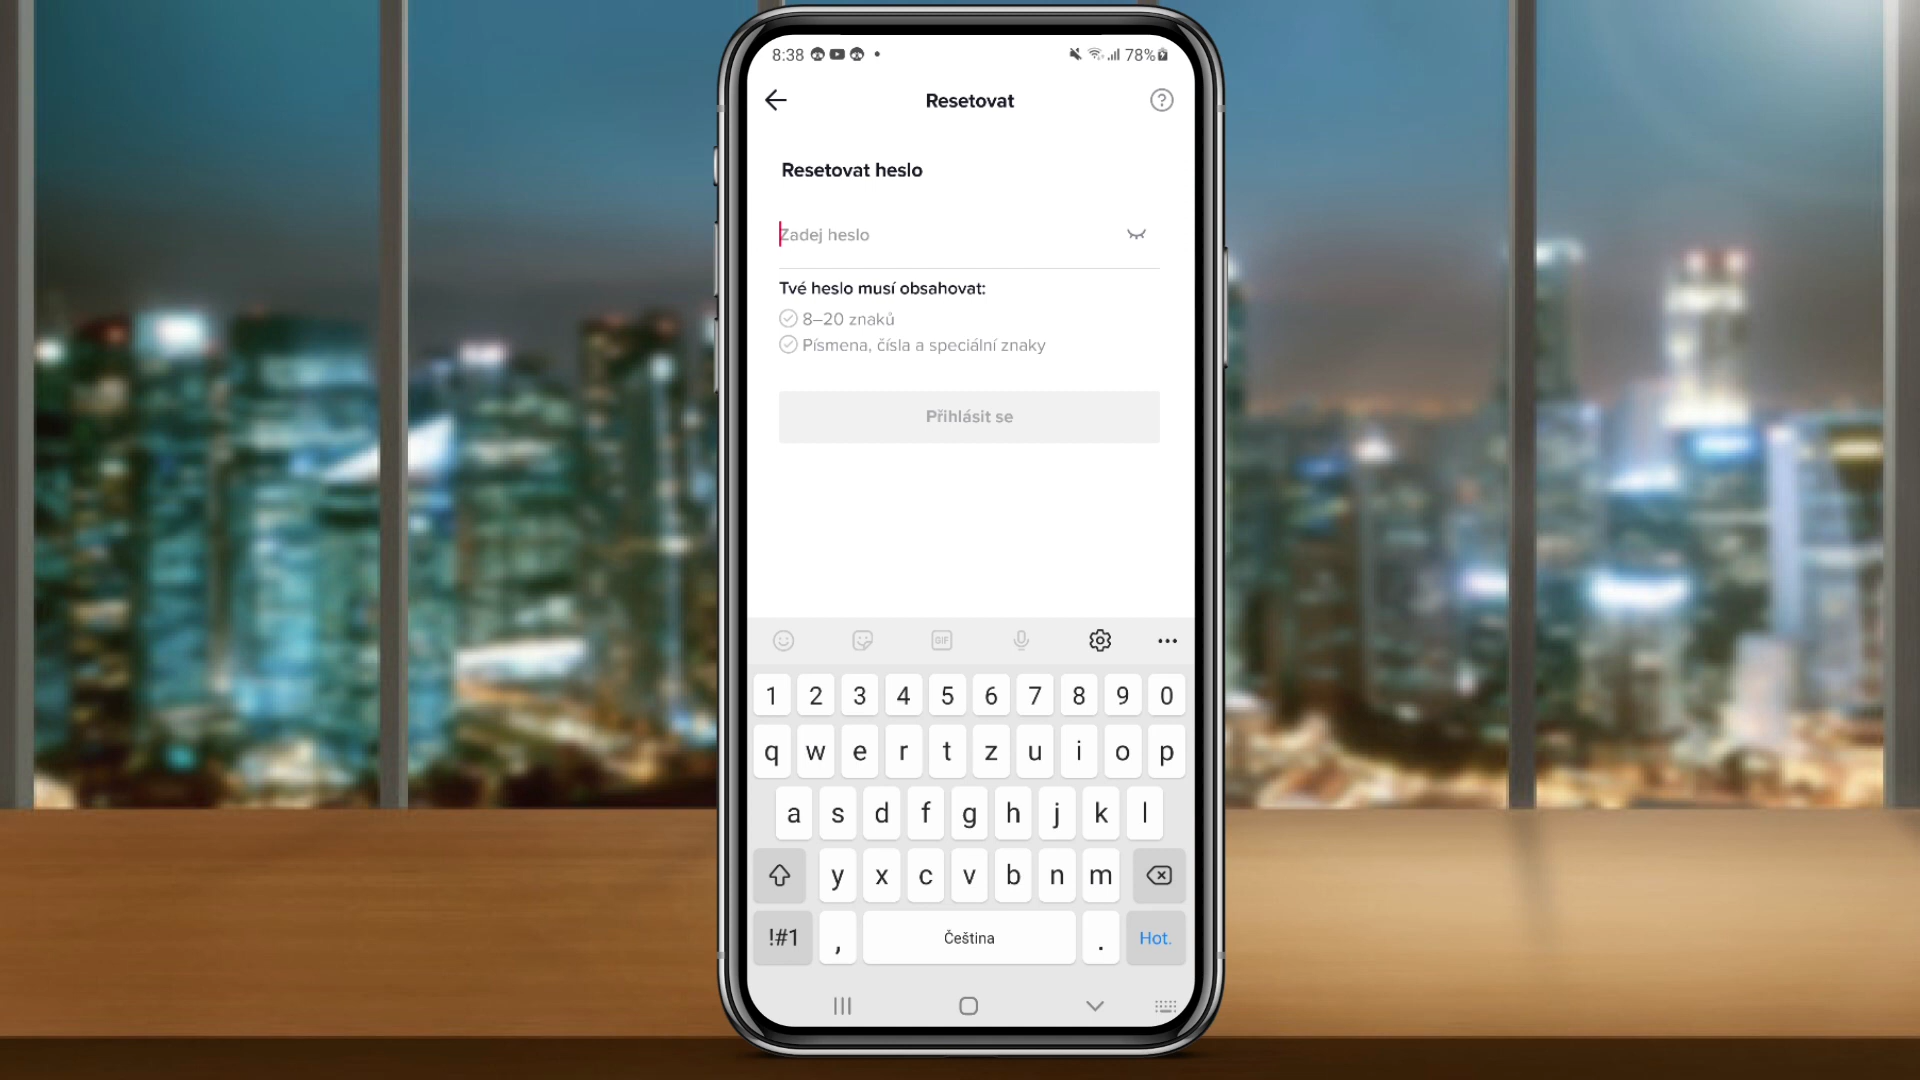 8:38
78%
Resetovat
?
Resetovat heslo
Zadej heslo
Tvé heslo musí obsahovat:
8–20 znaků
Písmena, čísla a speciální znaky
Přihlásit se
GIF
1 2 3 4 5 6 7 8 9 0
q w e r t z u i o p
a s d f g h j k l
y x c v b n m
!#1 , Čeština . Hot.